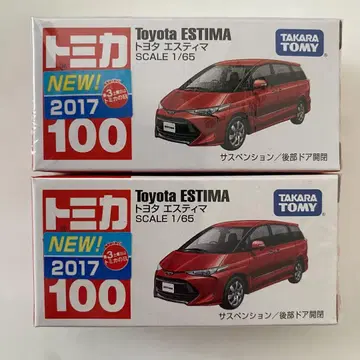 トミカ
NEW!
2017
100
Toyota ESTIMA
トヨタ エスティマ
SCALE 1/65
TAKARA
TOMY
サスペンション／後部ドア開閉
トミカ
NEW!
2017
100
Toyota ESTIMA
トヨタ エスティマ
SCALE 1/65
TAKARA
TOMY
サスペンション／後部ドア開閉